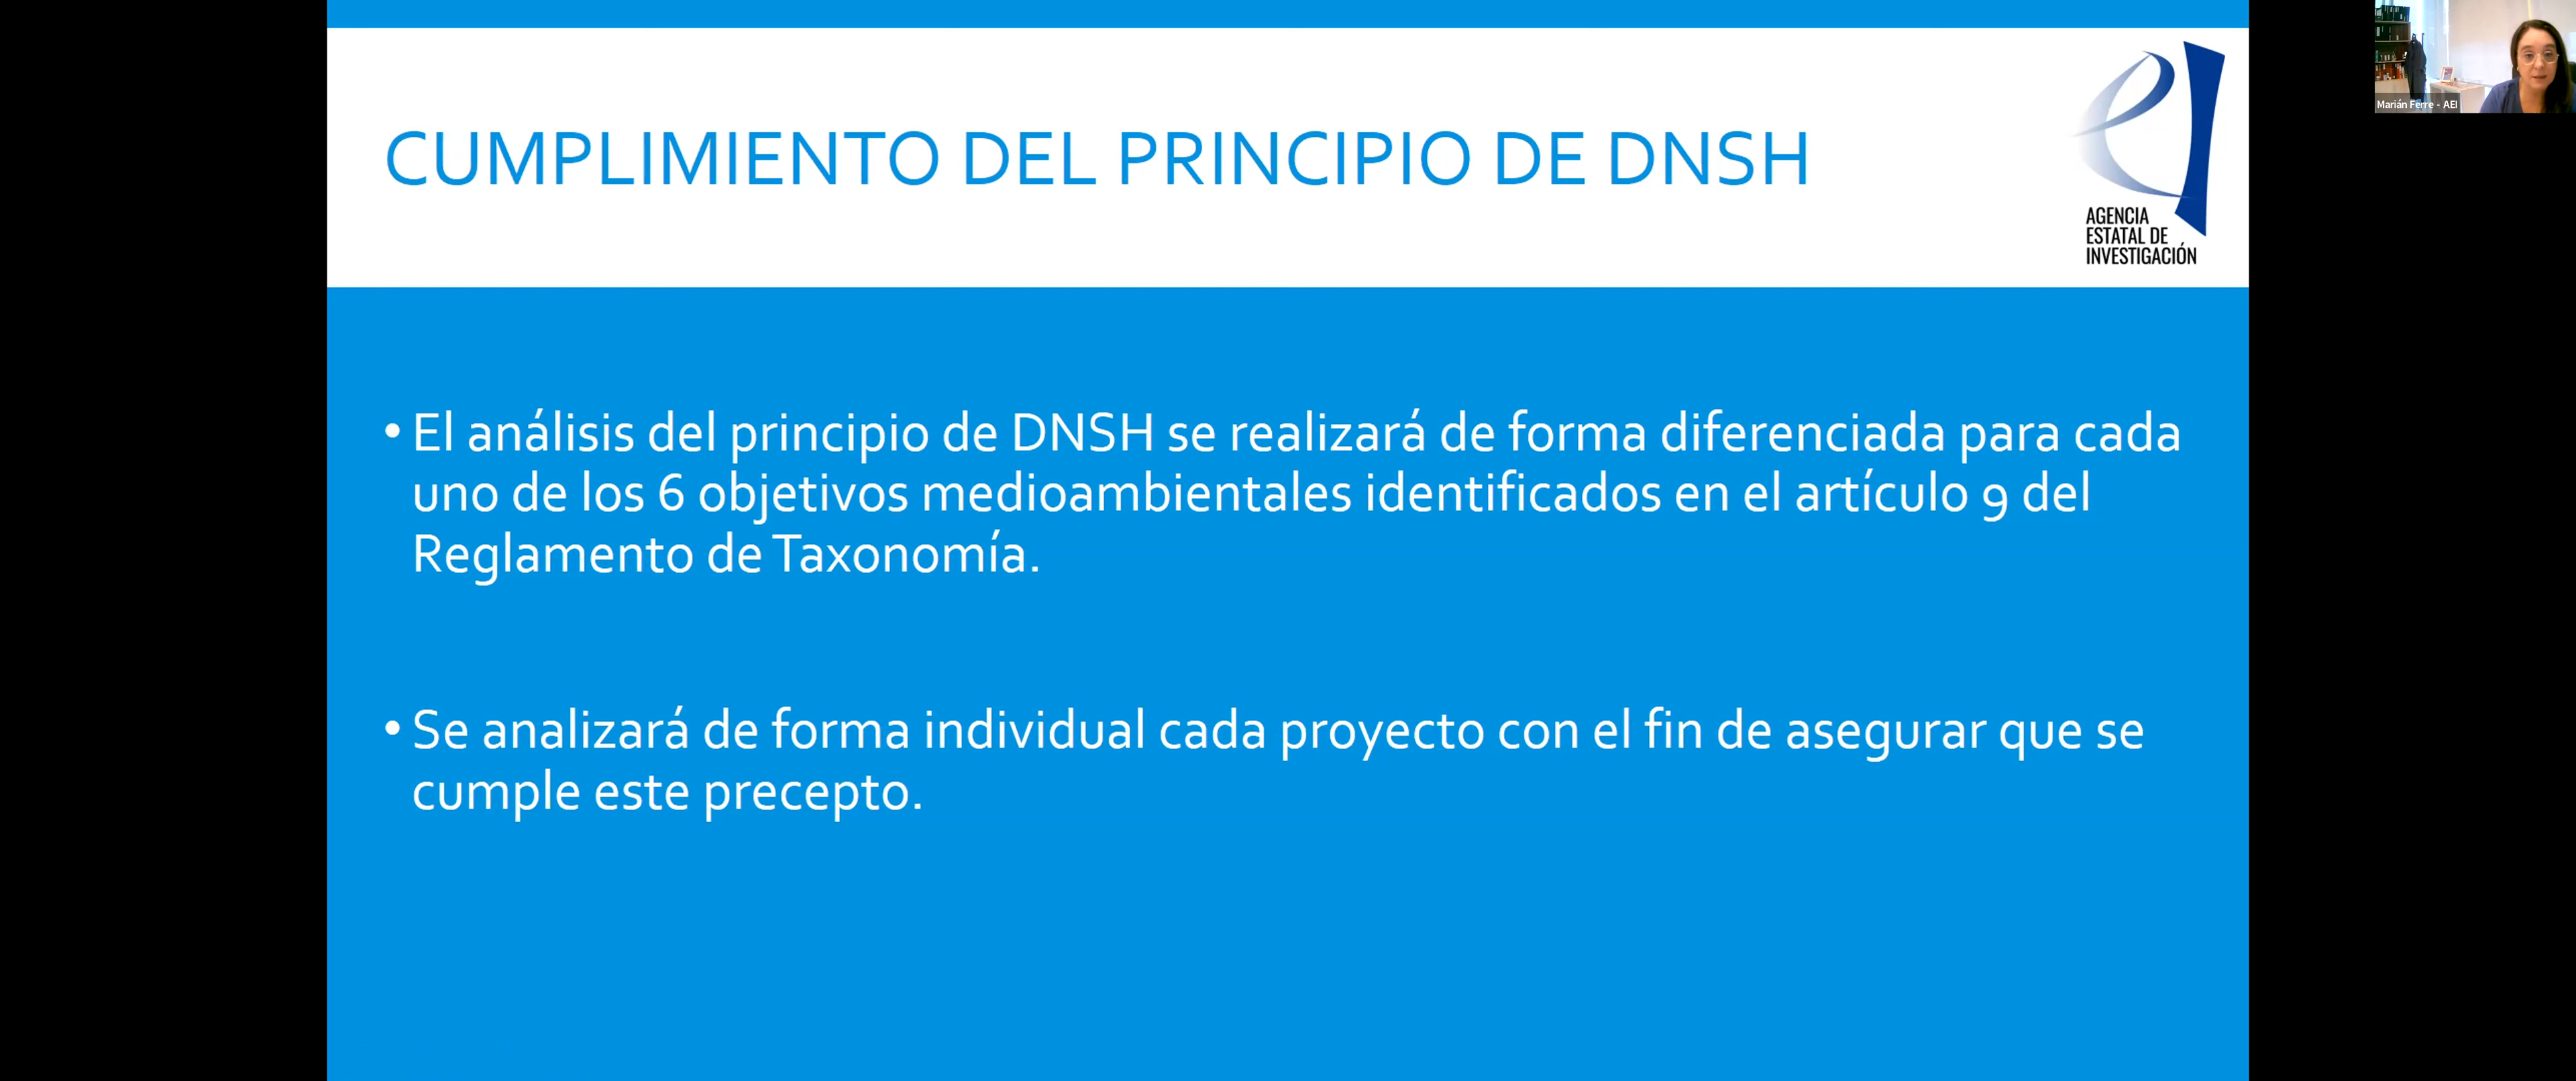 CUMPLIMIENTO DEL PRINCIPIO DE DNSH
AGENCIA
ESTATAL DE
INVESTIGACIÓN
Marián Ferre - AEI
• El análisis del principio de DNSH se realizará de forma diferenciada para cada
uno de los 6 objetivos medioambientales identificados en el artículo 9 del
Reglamento de Taxonomía.
• Se analizará de forma individual cada proyecto con el fin de asegurar que se
cumple este precepto.